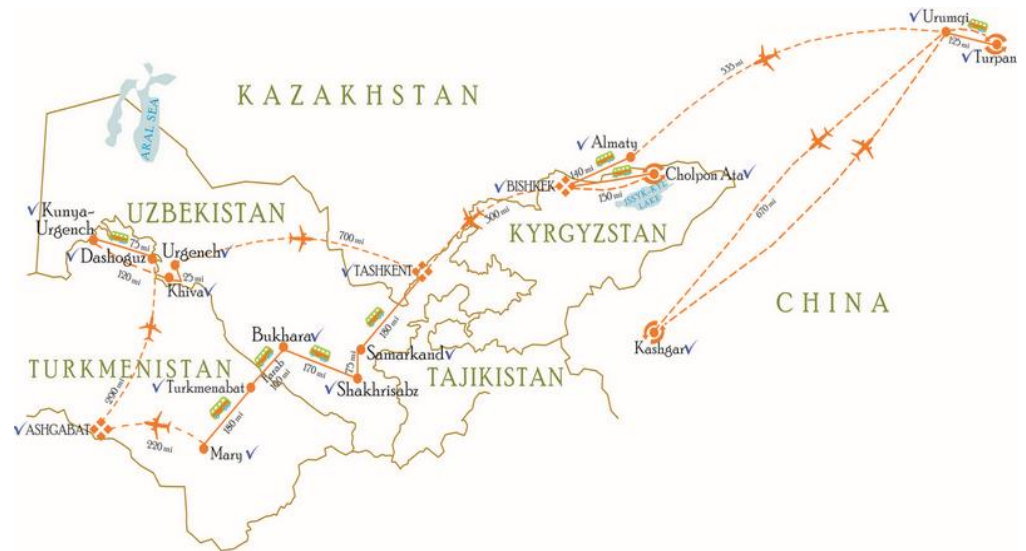 Urumqi
125 mi
Turpan
KAZAKHSTAN
535 mi
ARAL SEA
Almaty
140 mi
BISHKEK
Cholpon Ata
150 mi
ISSYK-KYL
LAKE
Kunya-
Urgench
UZBEKISTAN
300 mi
KYRGYZSTAN
670 mi
75 mi
Dashoguz
Urgench
700 mi
TASHKENT
120 mi
25 mi
Khiva
CHINA
180 mi
Bukhara
Kashgar
Samarkand
TURKMENISTAN
Farab
170 mi
75 mi
TAJIKISTAN
Turkmenabat
Shakhrisabz
290 mi
180 mi
ASHGABAT
220 mi
Mary